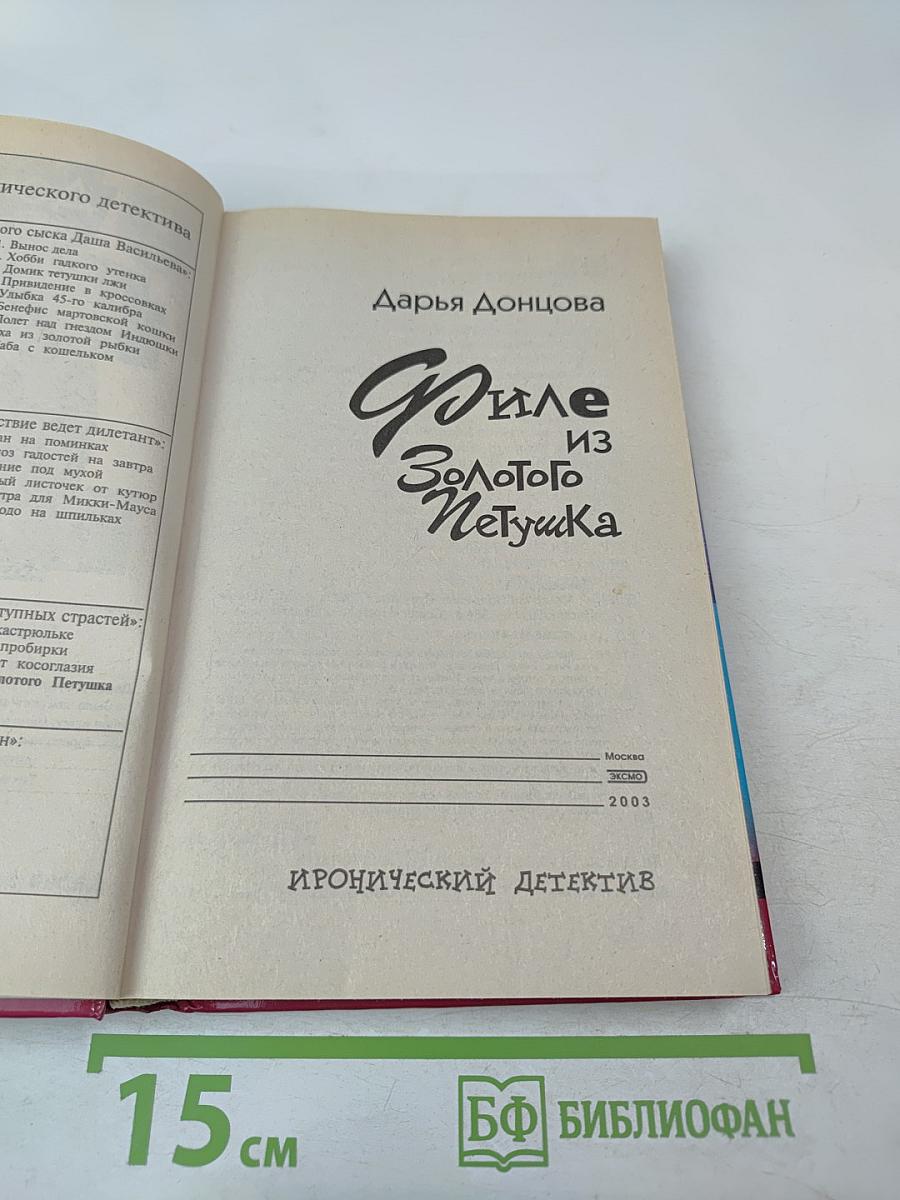 ического детектива
ого сыска Даша Васильева»:
1. Вынос дела
. Хобби гадкого утенка
Домик тетушки лжи
Привидение в кроссовках
Улыбка 45-го калибра
Бенефис мартовской кошки
Полет над гнездом Индюшки
ха из золотой рыбки
аба с кошельком
ствие ведет дилетант»:
ан на поминках
оз гадостей на завтра
ние под мухой
ый листочек от кутюр
тра для Микки-Мауса
одо на шпильках
тупных страстей»:
кастрюльке
пробирки
т косоглазия
лотого Петушка
н»:
Дарья Донцова
Филе
из
Золотого
Петушка
Москва
ЭКСМО
2003
ИРОНИЧЕСКИЙ ДЕТЕКТИВ
15 см
БФ БИБЛИОФАН